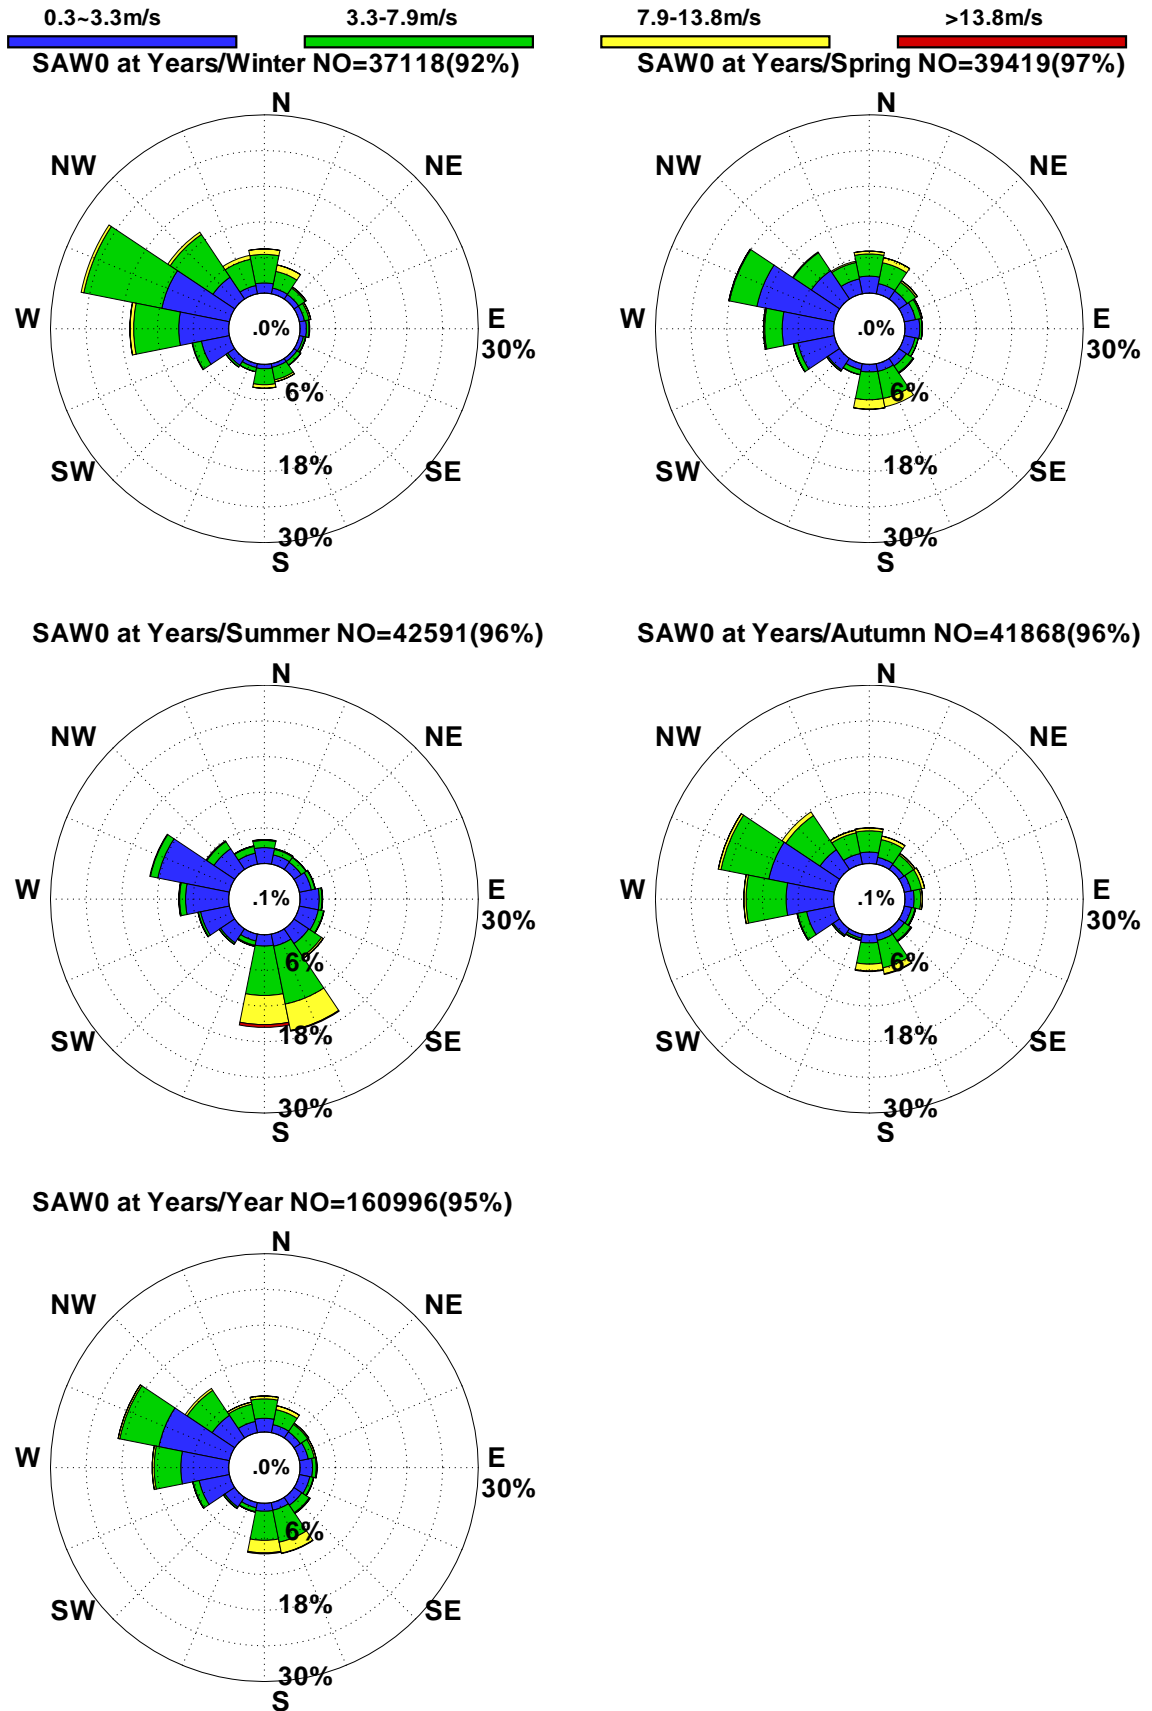 0.3~3.3m/s 3.3-7.9m/s 7.9-13.8m/s >13.8m/s
SAW0 at Years/Winter NO=37118(92%)
N
NW NE
W .0% E
30%
6%
SW 18% SE
30%
S
SAW0 at Years/Spring NO=39419(97%)
N
NW NE
W .0% E
30%
6%
SW 18% SE
30%
S
SAW0 at Years/Summer NO=42591(96%)
N
NW NE
W .1% E
30%
6%
SW 18% SE
30%
S
SAW0 at Years/Autumn NO=41868(96%)
N
NW NE
W .1% E
30%
6%
SW 18% SE
30%
S
SAW0 at Years/Year NO=160996(95%)
N
NW NE
W .0% E
30%
6%
SW 18% SE
30%
S